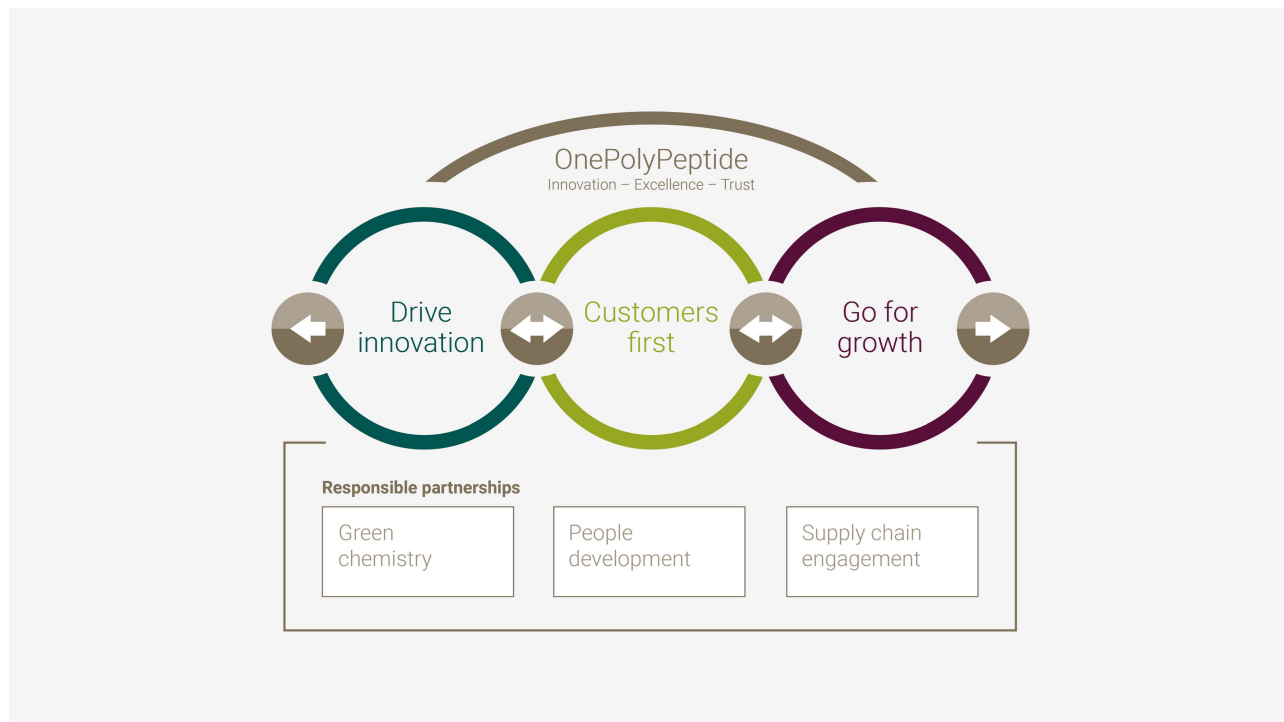 OnePolyPeptide
Innovation – Excellence – Trust
Drive
innovation
Customers
first
Go for
growth
Responsible partnerships
Green
chemistry
People
development
Supply chain
engagement